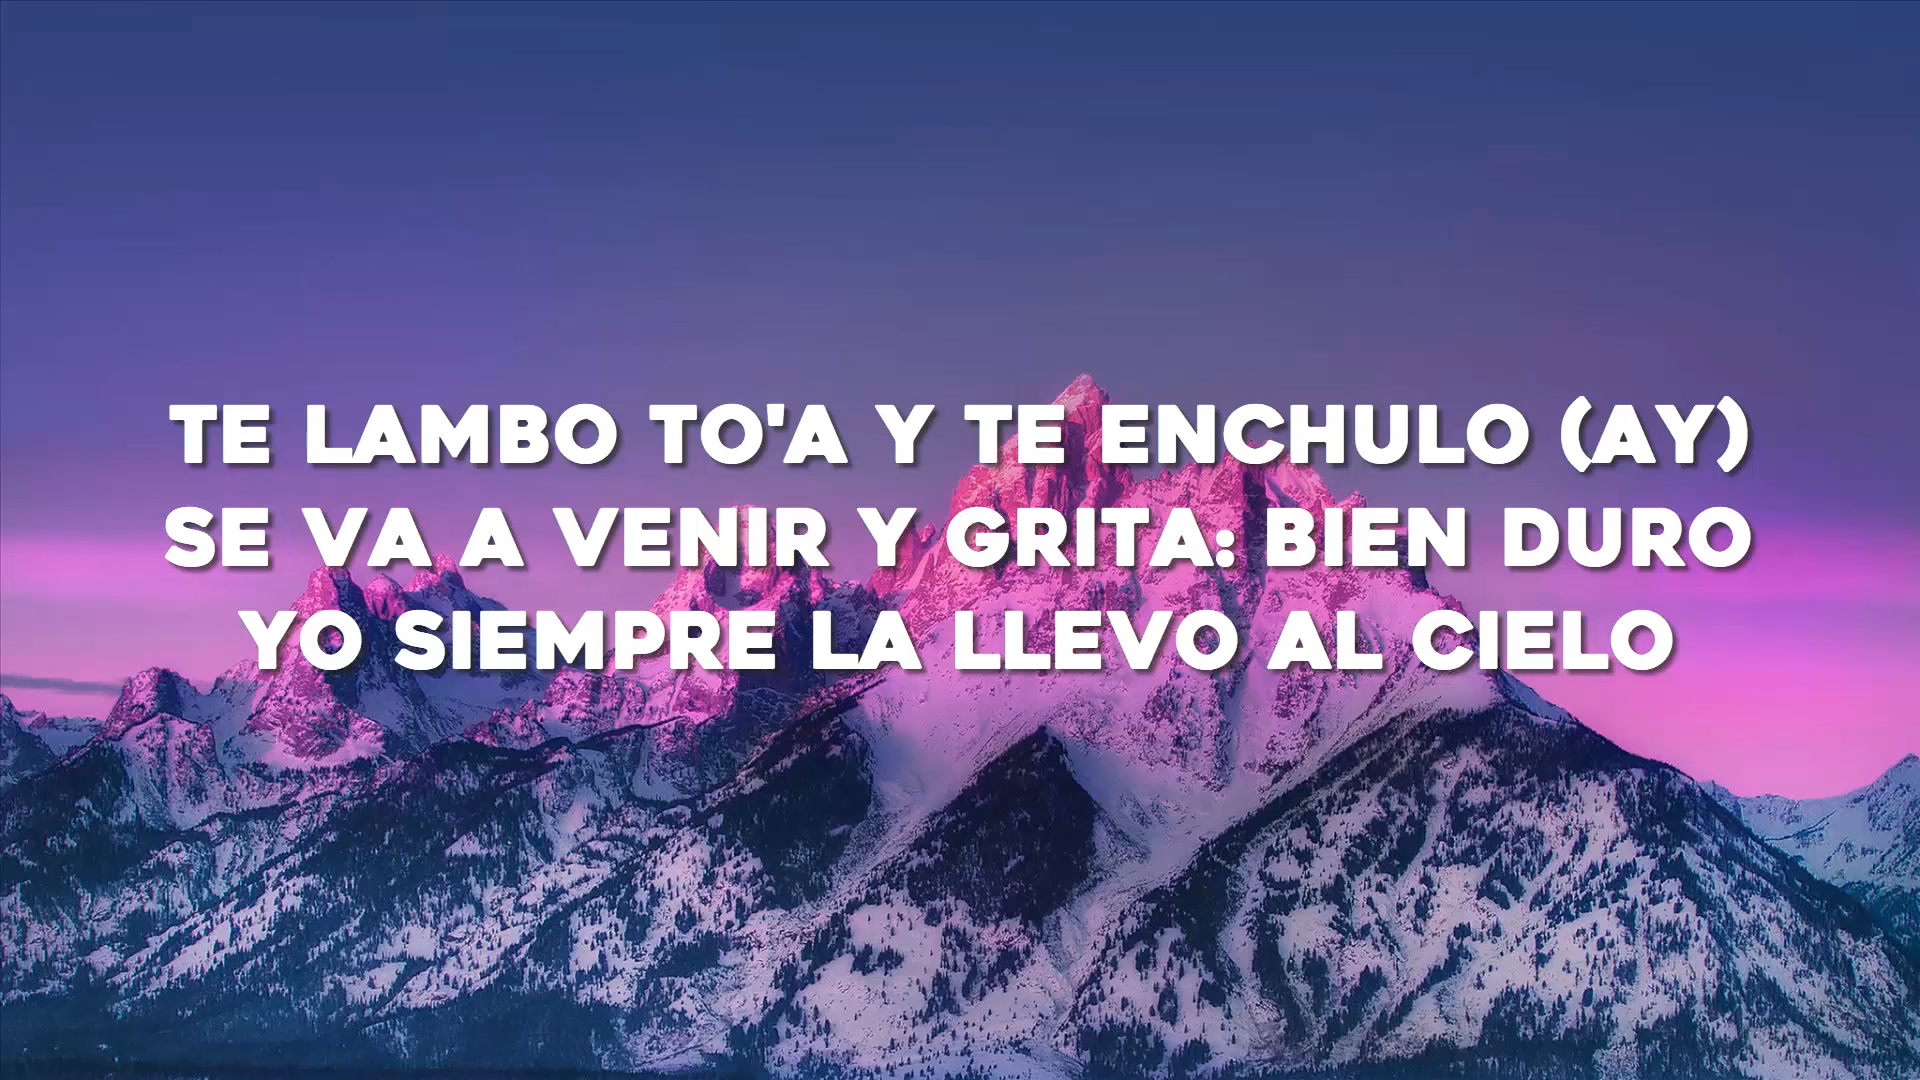 TE LAMBO TO'A Y TE ENCHULO (AY)
SE VA A VENIR Y GRITA: BIEN DURO
YO SIEMPRE LA LLEVO AL CIELO